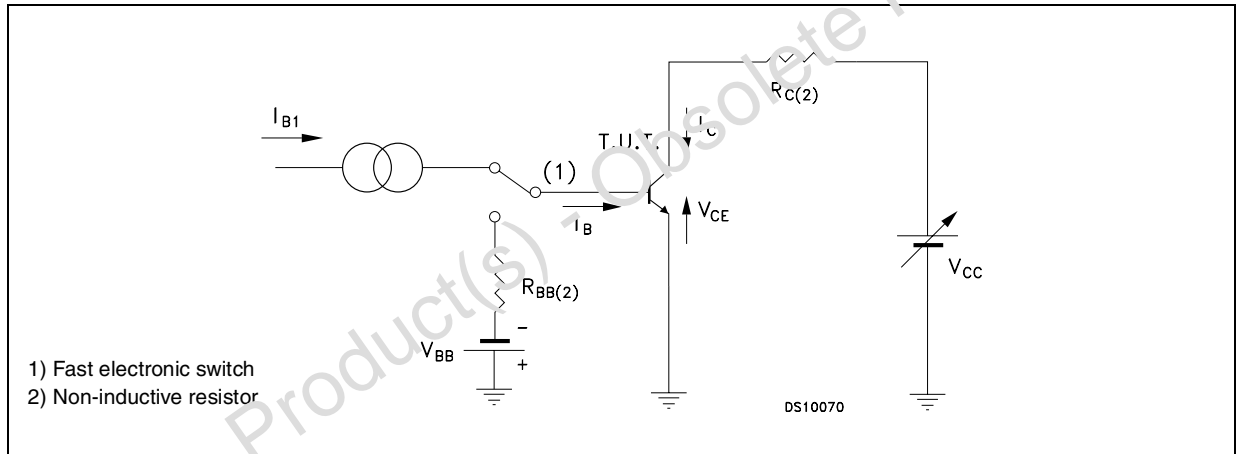 I_B1
(1)
T.U.T.
I_C
R_C(2)
V_CE
I_B
R_BB(2)
V_BB
-
+
V_CC
1) Fast electronic switch
2) Non-inductive resistor
DS10070
Product(s) - Obsolete